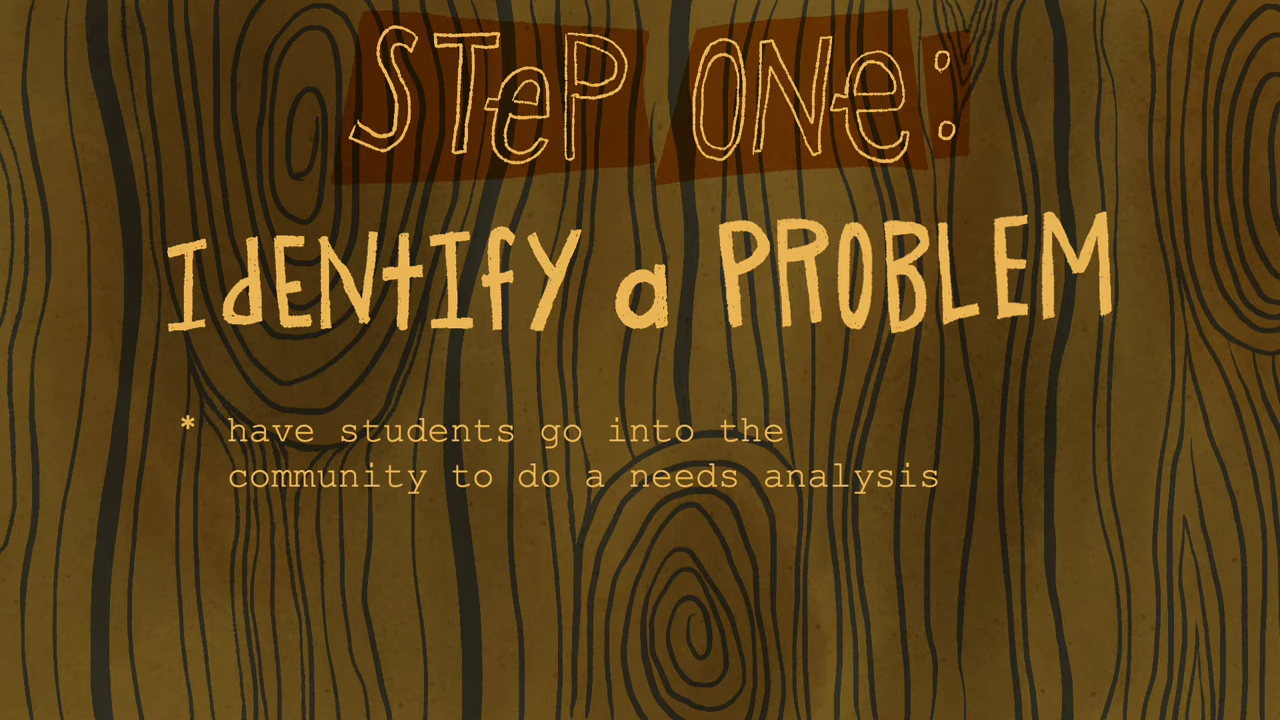 STeP ONe:
IdENtIfY a PROBLEM
* have students go into the
community to do a needs analysis